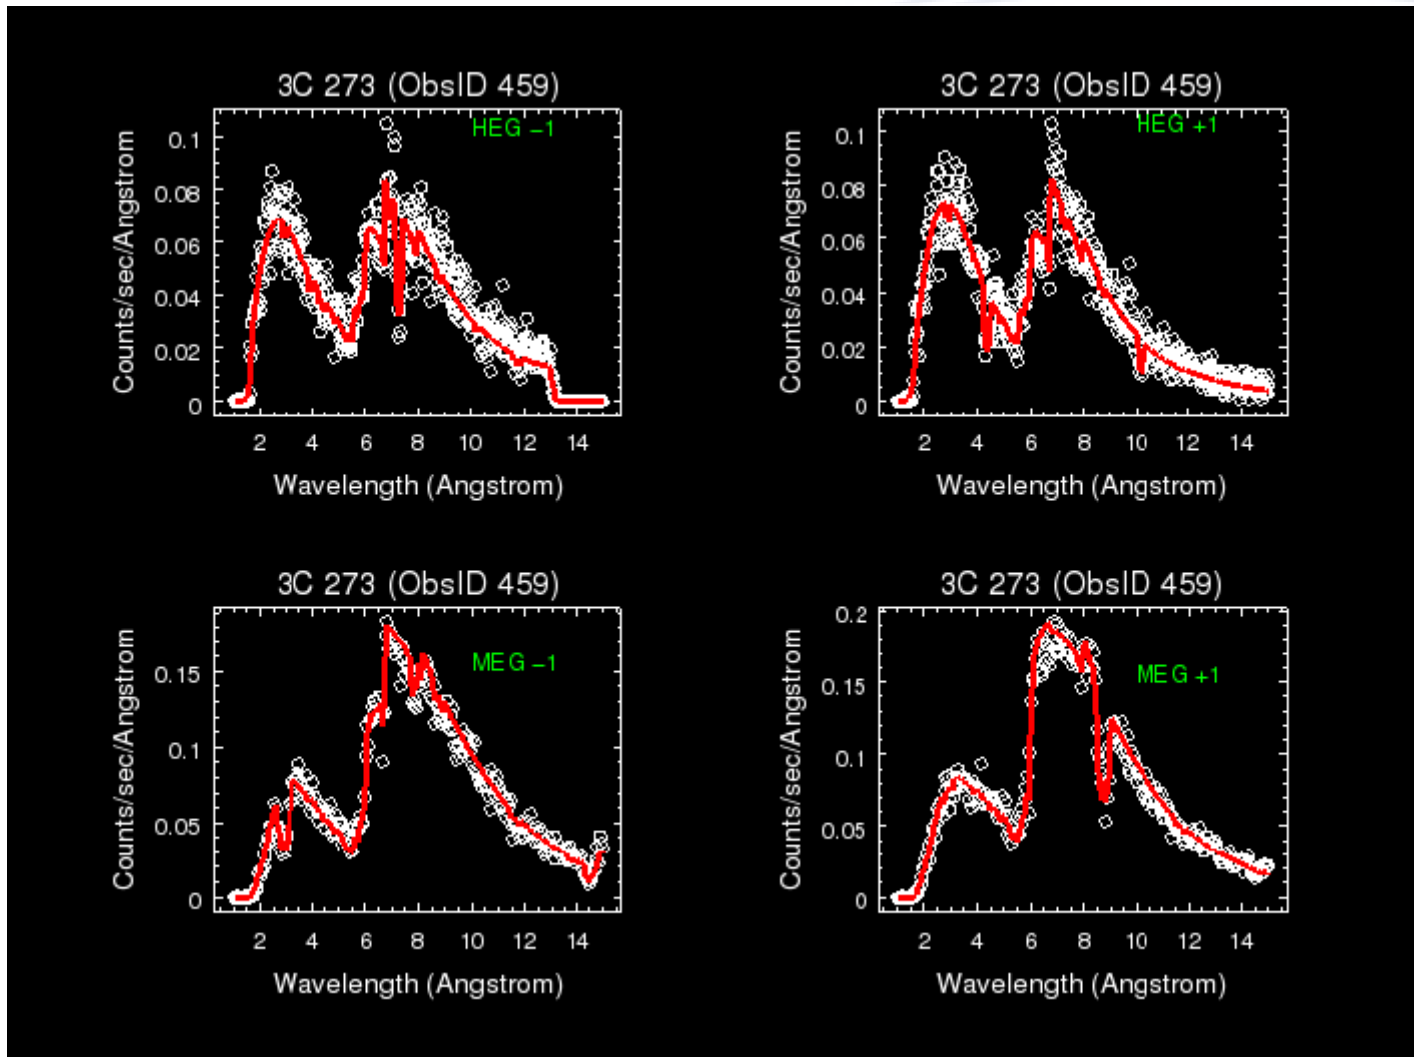 3C 273 (ObsID 459)
HEG −1
Counts/sec/Angstrom
0.1
0.08
0.06
0.04
0.02
0
2 4 6 8 10 12 14
Wavelength (Angstrom)
3C 273 (ObsID 459)
HEG +1
Counts/sec/Angstrom
0.1
0.08
0.06
0.04
0.02
0
2 4 6 8 10 12 14
Wavelength (Angstrom)
3C 273 (ObsID 459)
MEG −1
Counts/sec/Angstrom
0.15
0.1
0.05
0
2 4 6 8 10 12 14
Wavelength (Angstrom)
3C 273 (ObsID 459)
MEG +1
Counts/sec/Angstrom
0.2
0.15
0.1
0.05
0
2 4 6 8 10 12 14
Wavelength (Angstrom)